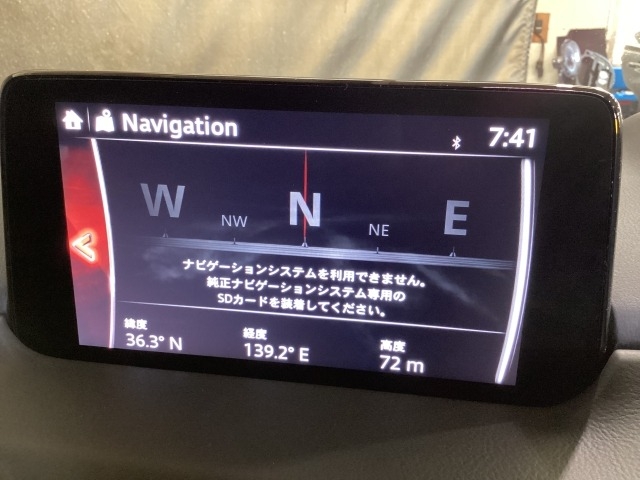 Navigation
7:41
W NW N NE E
ナビゲーションシステムを利用できません。
純正ナビゲーションシステム専用の
SDカードを装着してください。
緯度 経度 高度
36.3° N 139.2° E 72 m